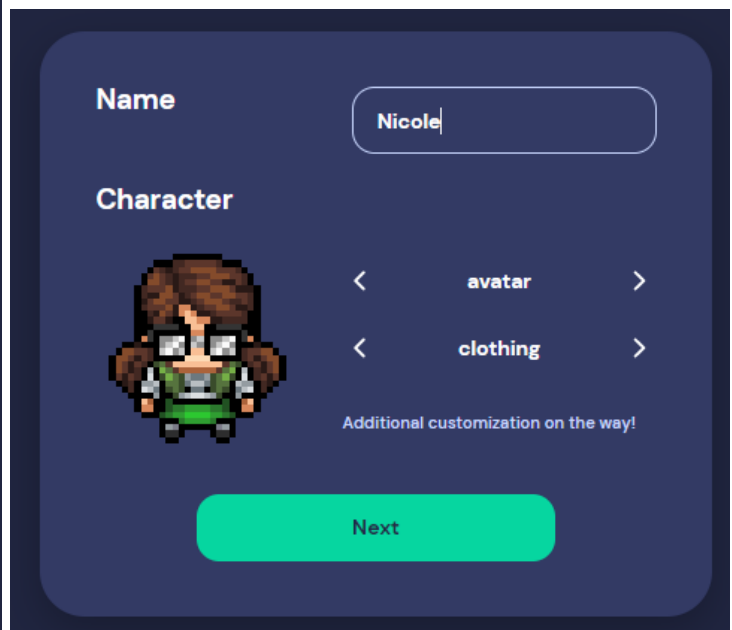 Name
Nicole
Character
avatar
clothing
Additional customization on the way!
Next